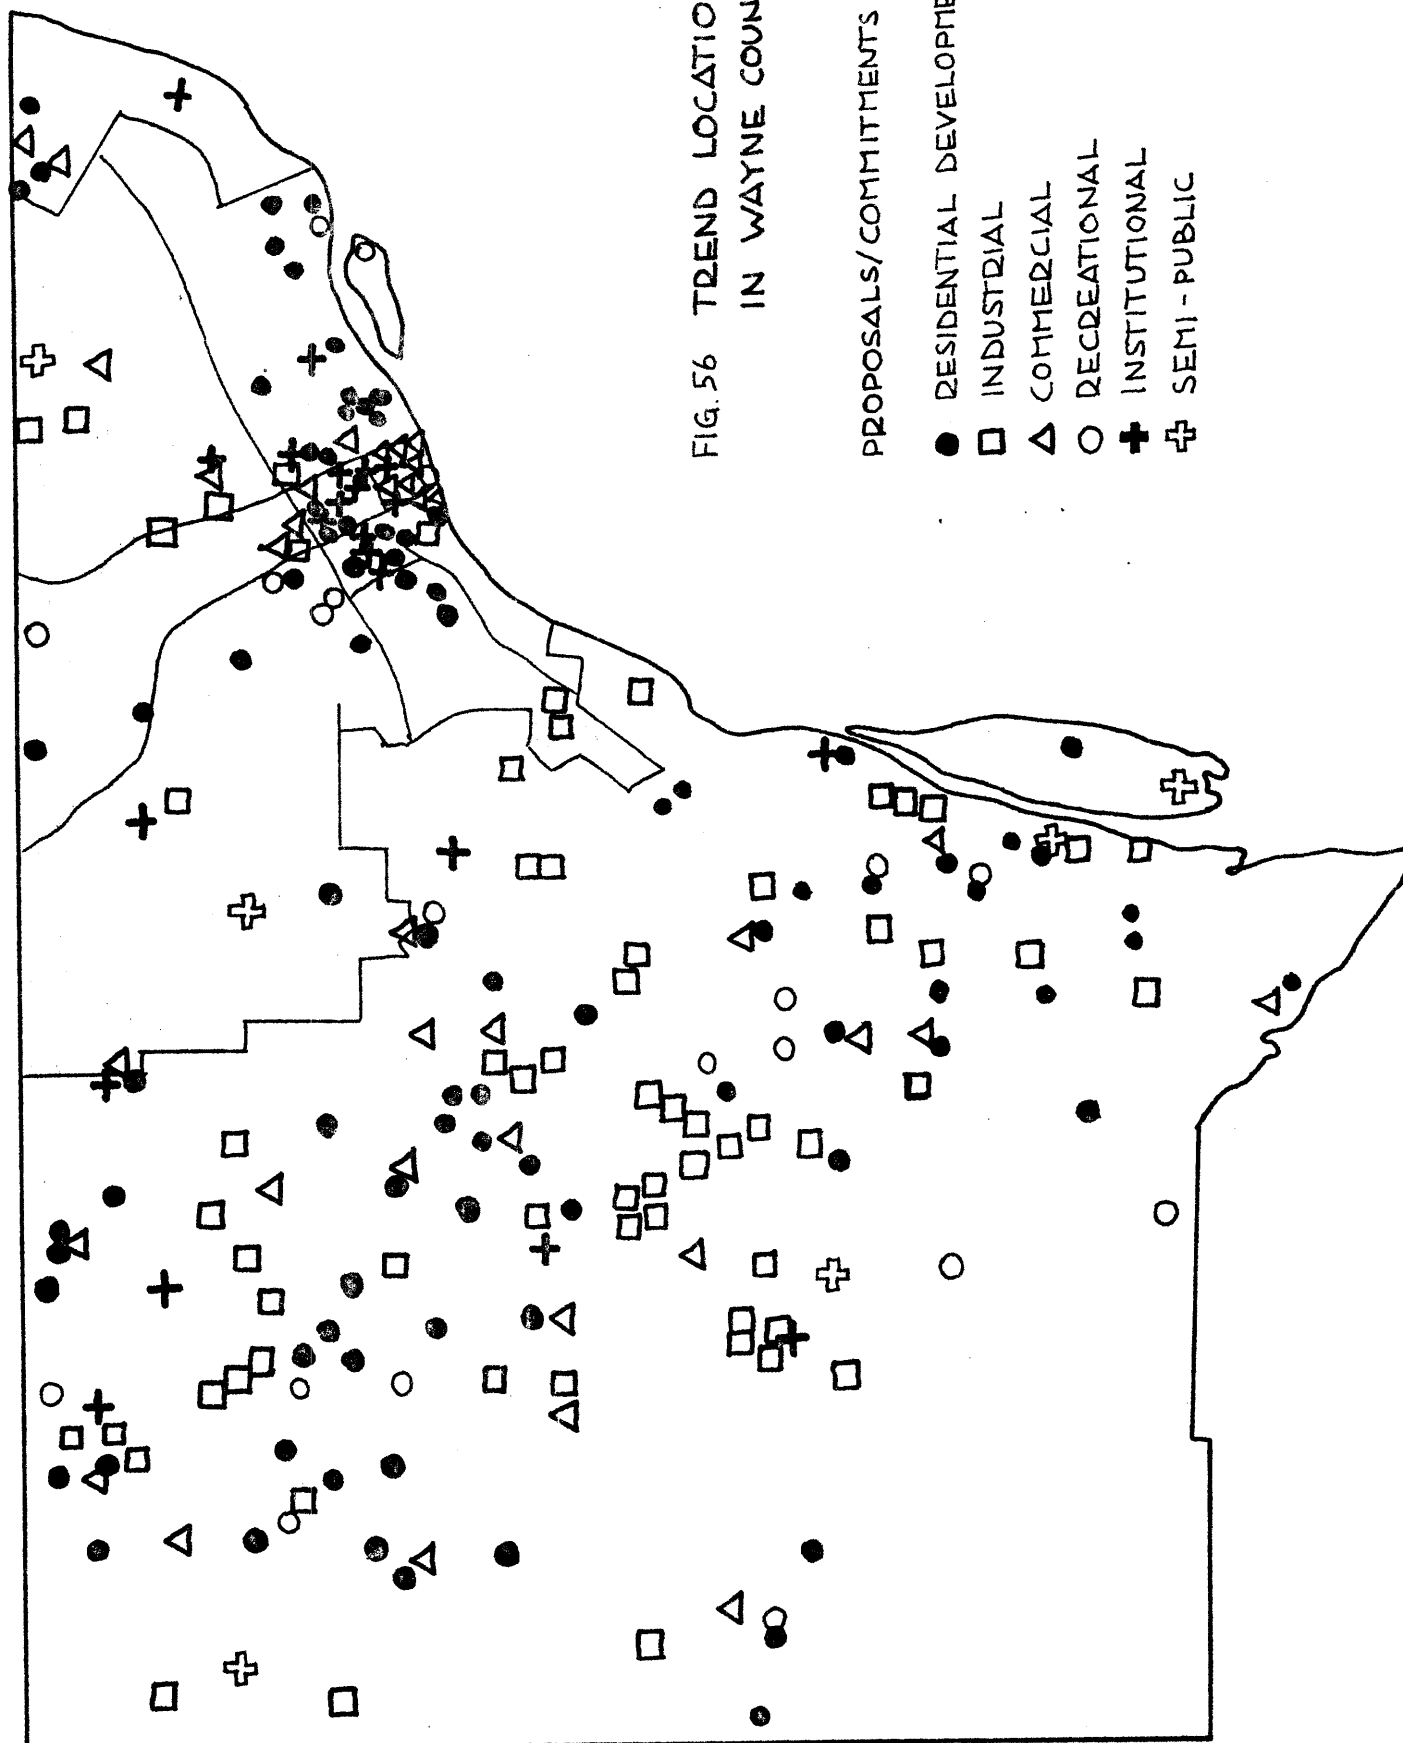 FIG. 56 TREND LOCATIO
IN WAYNE COUN
PROPOSALS/COMMITMENTS
RESIDENTIAL DEVELOPME
INDUSTRIAL
COMMERCIAL
RECREATIONAL
INSTITUTIONAL
SEMI-PUBLIC